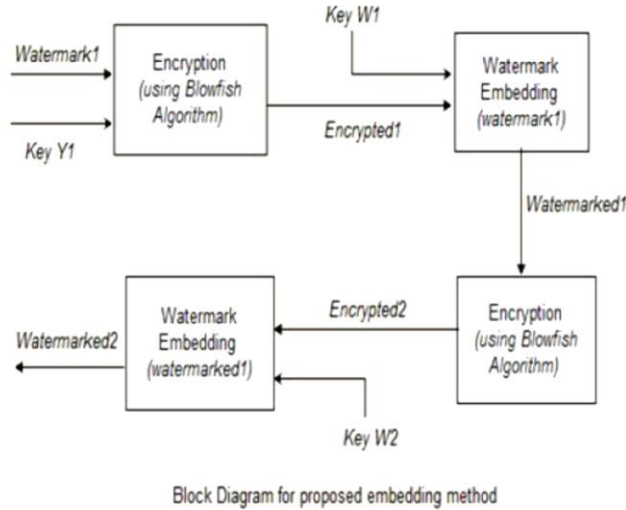 Watermark1
Key Y1
Encryption
(using Blowfish
Algorithm)
Key W1
Encrypted1
Watermark
Embedding
(watermark1)
Watermarked1
Encryption
(using Blowfish
Algorithm)
Encrypted2
Key W2
Watermark
Embedding
(watermarked1)
Watermarked2
Block Diagram for proposed embedding method